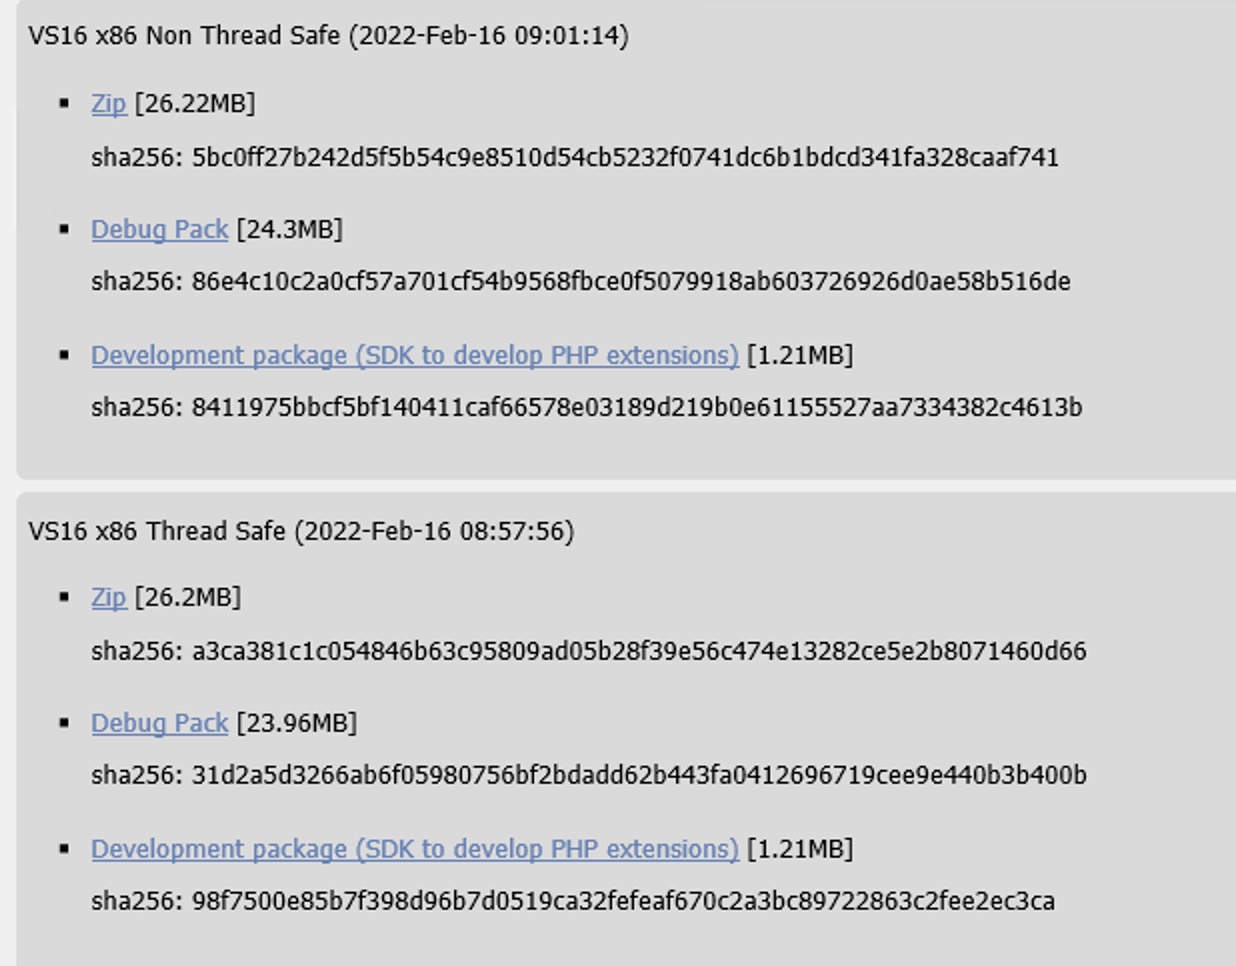 VS16 x86 Non Thread Safe (2022-Feb-16 09:01:14)
Zip [26.22MB]
sha256: 5bc0ff27b242d5f5b54c9e8510d54cb5232f0741dc6b1bdcd341fa328caaf741
Debug Pack [24.3MB]
sha256: 86e4c10c2a0cf57a701cf54b9568fbce0f5079918ab603726926d0ae58b516de
Development package (SDK to develop PHP extensions) [1.21MB]
sha256: 8411975bbcf5bf140411caf66578e03189d219b0e61155527aa7334382c4613b
VS16 x86 Thread Safe (2022-Feb-16 08:57:56)
Zip [26.2MB]
sha256: a3ca381c1c054846b63c95809ad05b28f39e56c474e13282ce5e2b8071460d66
Debug Pack [23.96MB]
sha256: 31d2a5d3266ab6f05980756bf2bdadd62b443fa0412696719cee9e440b3b400b
Development package (SDK to develop PHP extensions) [1.21MB]
sha256: 98f7500e85b7f398d96b7d0519ca32fefeaf670c2a3bc89722863c2fee2ec3ca